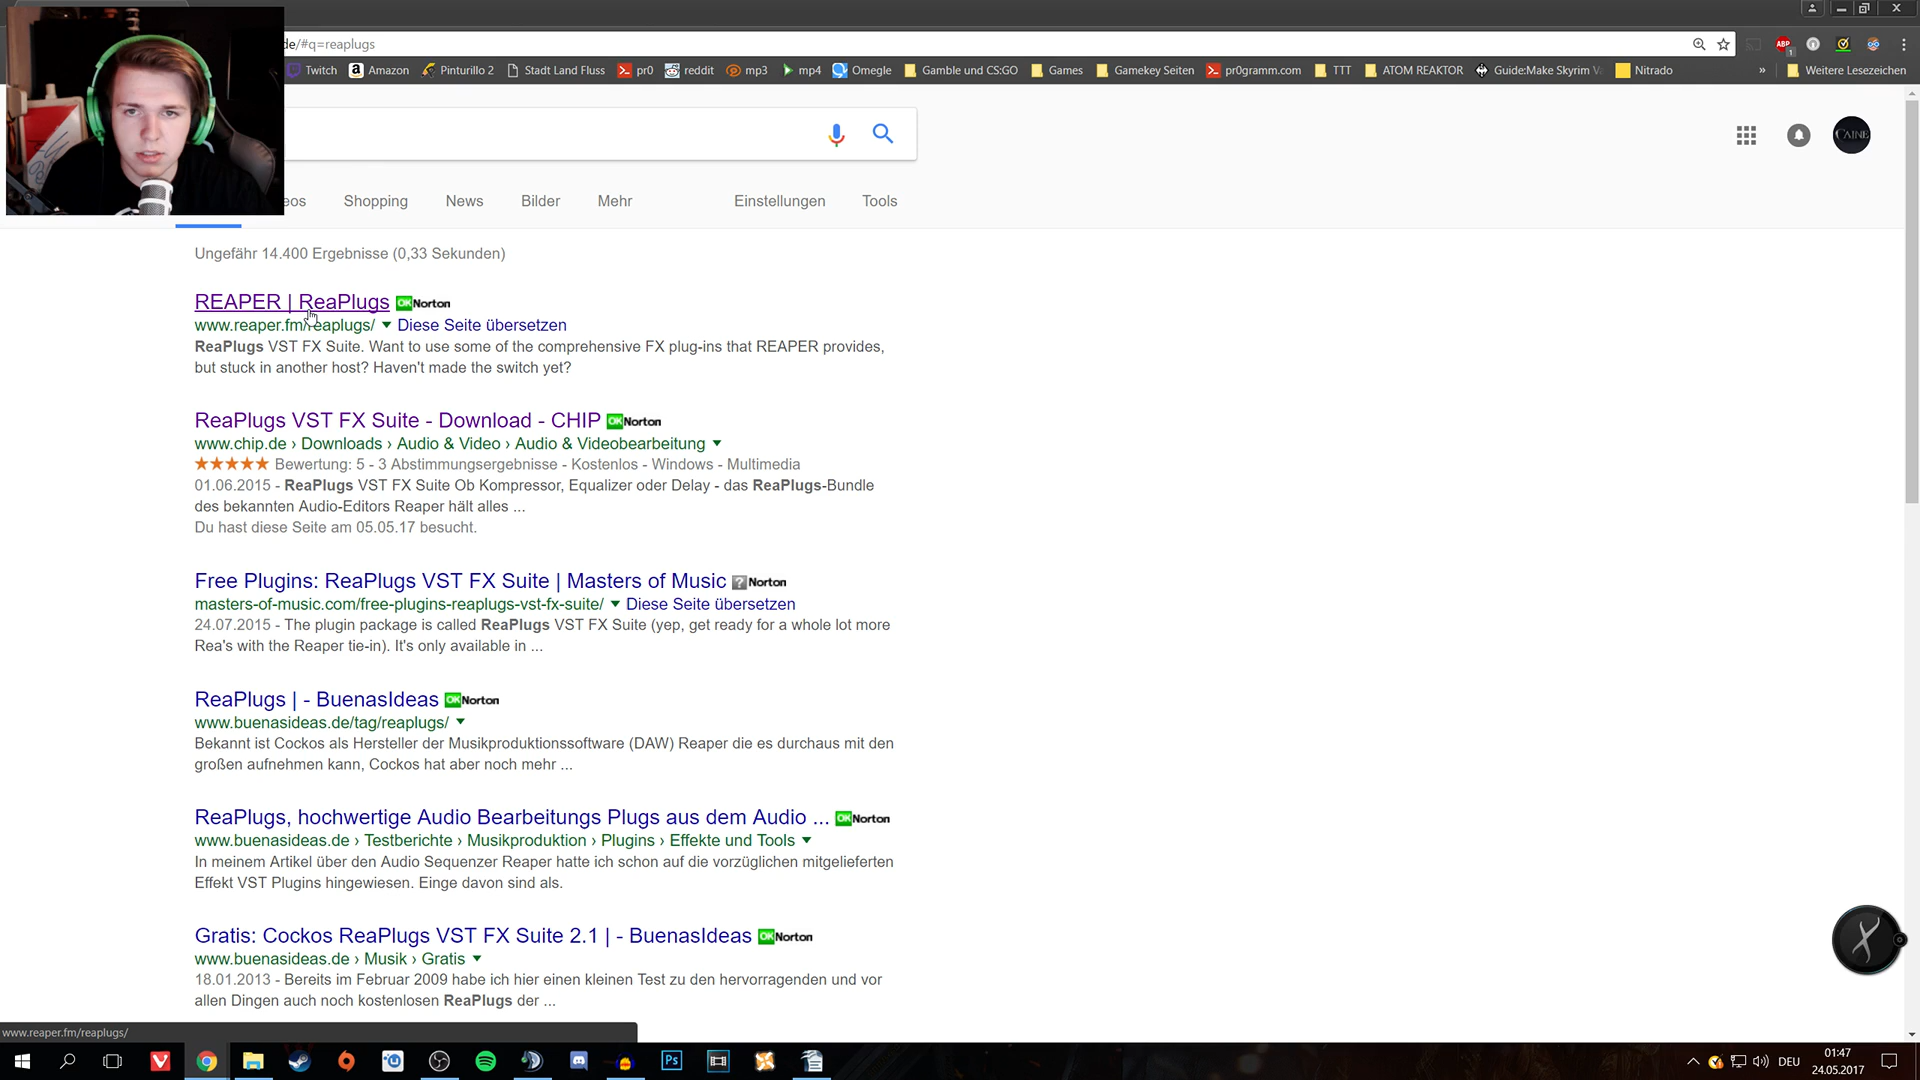 de/#q=reaplugs
ABP
1
Twitch Amazon Pinturillo 2 Stadt Land Fluss pr0 reddit mp3 mp4 Omegle Gamble und CS:GO Games Gamekey Seiten pr0gramm.com TTT ATOM REAKTOR Guide:Make Skyrim » Weitere Lesezeichen
Nitrado
CAINE
eos Shopping News Bilder Mehr Einstellungen Tools
Ungefähr 14.400 Ergebnisse (0,33 Sekunden)
REAPER | ReaPlugs OK Norton
www.reaper.fm/reaplugs/ Diese Seite übersetzen
ReaPlugs VST FX Suite. Want to use some of the comprehensive FX plug-ins that REAPER provides,
but stuck in another host? Haven't made the switch yet?
ReaPlugs VST FX Suite - Download - CHIP OK Norton
www.chip.de › Downloads › Audio & Video › Audio & Videobearbeitung
★★★★★ Bewertung: 5 - 3 Abstimmungsergebnisse - Kostenlos - Windows - Multimedia
01.06.2015 - ReaPlugs VST FX Suite Ob Kompressor, Equalizer oder Delay - das ReaPlugs-Bundle
des bekannten Audio-Editors Reaper hält alles ...
Du hast diese Seite am 05.05.17 besucht.
Free Plugins: ReaPlugs VST FX Suite | Masters of Music ? Norton
masters-of-music.com/free-plugins-reaplugs-vst-fx-suite/ Diese Seite übersetzen
24.07.2015 - The plugin package is called ReaPlugs VST FX Suite (yep, get ready for a whole lot more
Rea's with the Reaper tie-in). It's only available in ...
ReaPlugs | - BuenasIdeas OK Norton
www.buenasideas.de/tag/reaplugs/
Bekannt ist Cockos als Hersteller der Musikproduktionssoftware (DAW) Reaper die es durchaus mit den
großen aufnehmen kann, Cockos hat aber noch mehr ...
ReaPlugs, hochwertige Audio Bearbeitungs Plugs aus dem Audio ... OK Norton
www.buenasideas.de › Testberichte › Musikproduktion › Plugins › Effekte und Tools
In meinem Artikel über den Audio Sequenzer Reaper hatte ich schon auf die vorzüglichen mitgelieferten
Effekt VST Plugins hingewiesen. Einge davon sind als.
Gratis: Cockos ReaPlugs VST FX Suite 2.1 | - BuenasIdeas OK Norton
www.buenasideas.de › Musik › Gratis
18.01.2013 - Bereits im Februar 2009 habe ich hier einen kleinen Test zu den hervorragenden und vor
allen Dingen auch noch kostenlosen ReaPlugs der ...
www.reaper.fm/reaplugs/
Ps
DEU
01:47
24.05.2017